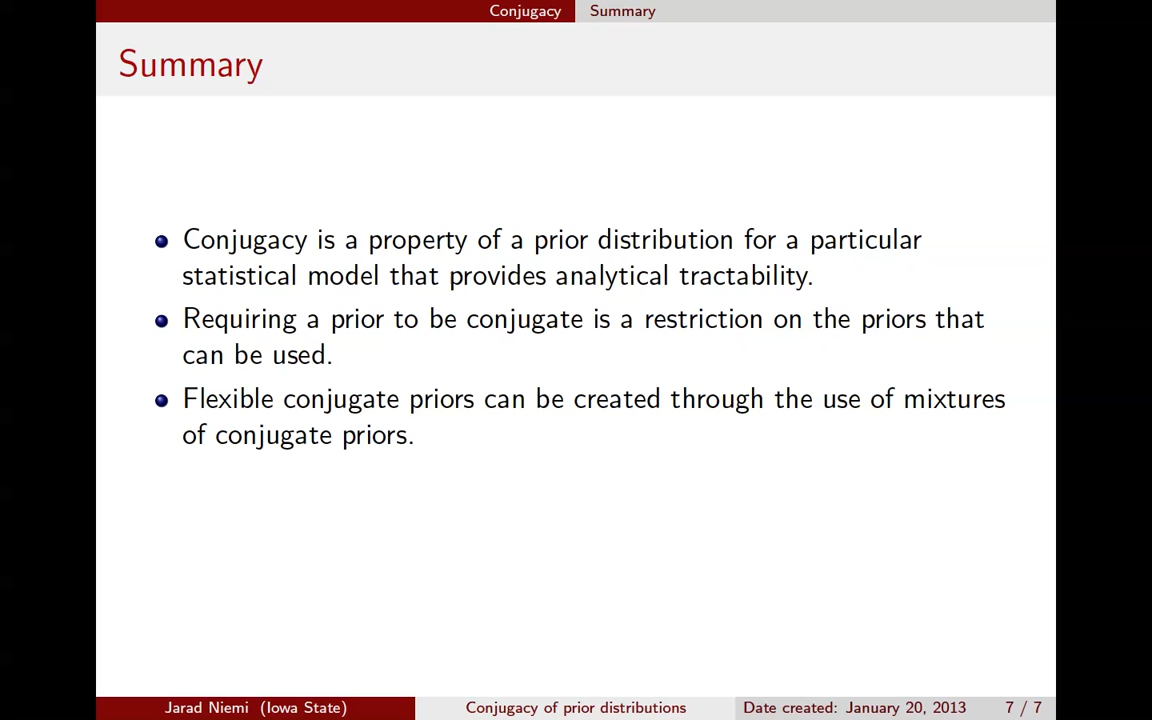 Conjugacy Summary
Summary
Conjugacy is a property of a prior distribution for a particular
statistical model that provides analytical tractability.
Requiring a prior to be conjugate is a restriction on the priors that
can be used.
Flexible conjugate priors can be created through the use of mixtures
of conjugate priors.
Jarad Niemi (Iowa State) Conjugacy of prior distributions Date created: January 20, 2013 7 / 7